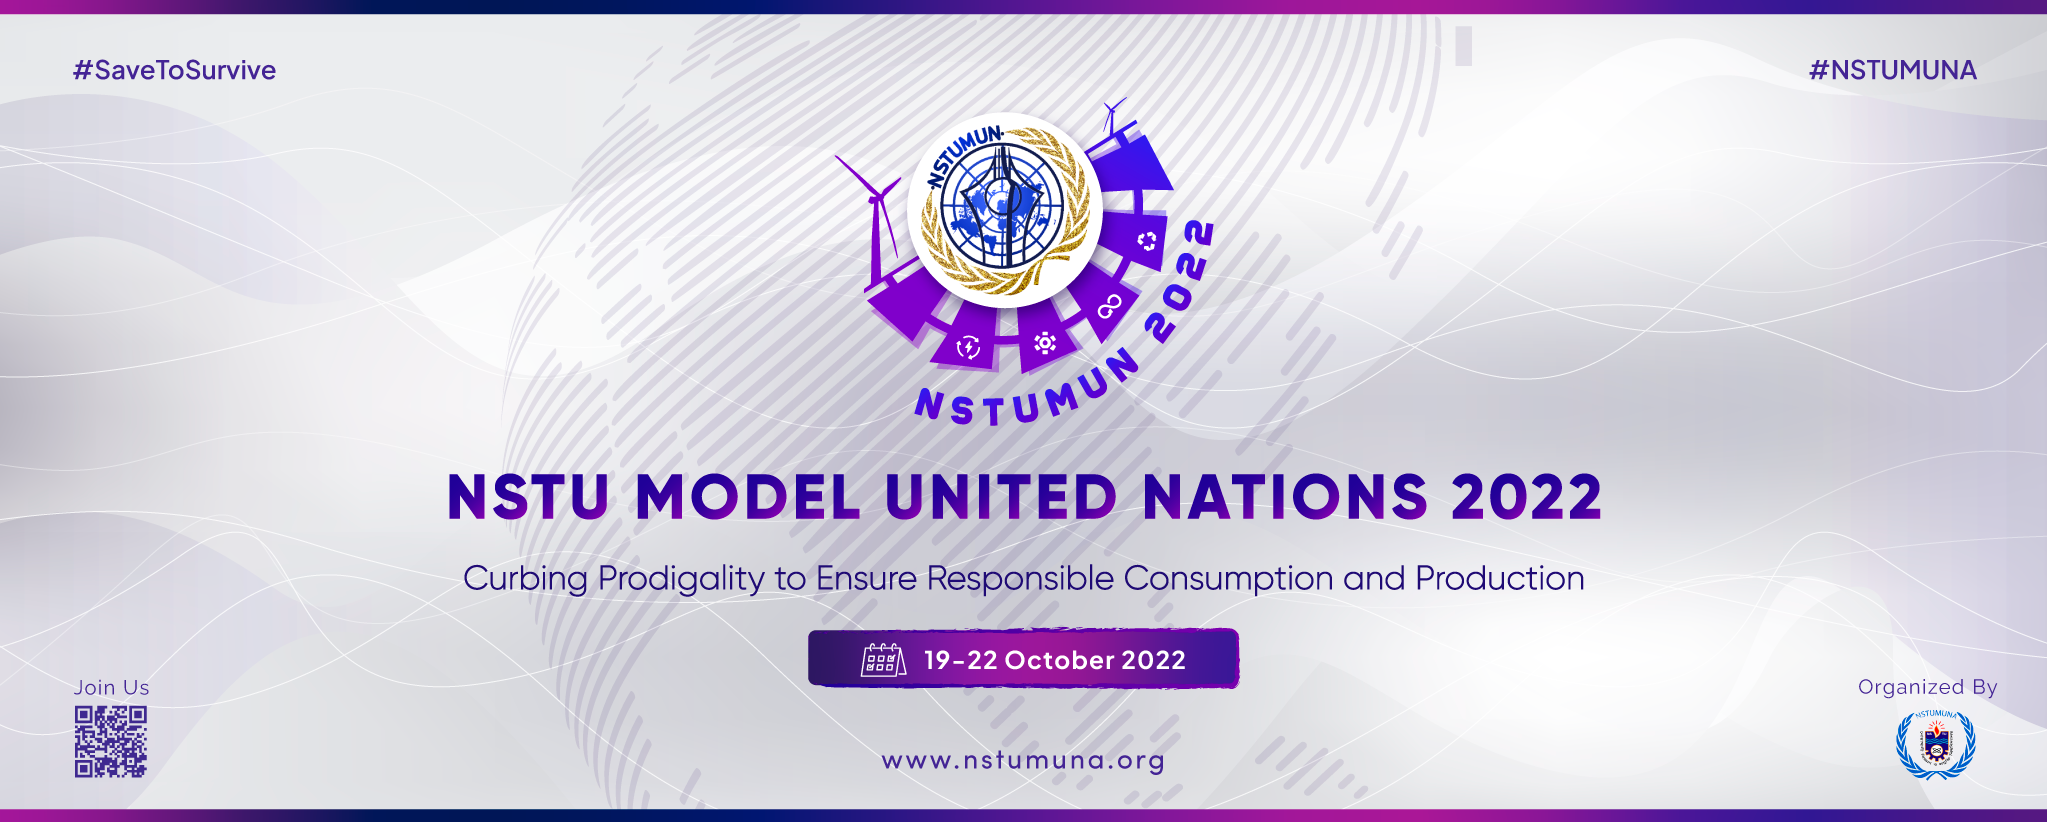 #SaveToSurvive
#NSTUMUNA
NSTUMUN
NSTUMUN 2022
NSTU MODEL UNITED NATIONS 2022
Curbing Prodigality to Ensure Responsible Consumption and Production
19-22 October 2022
Join Us
Organized By
NSTUMUNA
www.nstumuna.org